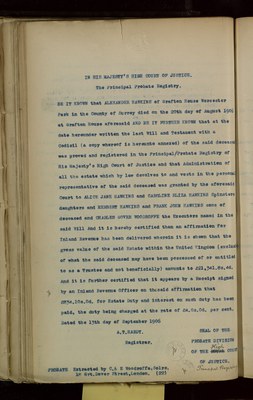 IN HIS MAJESTY'S HIGH COURT OF JUSTICE.
The Principal Probate Registry.
BE IT KNOWN that ALEXANDER HAWKINS of Grafton House Worcester
Park in the County of Surrey died on the 29th day of August
at Grafton House aforesaid AND BE IT FURTHER KNOWN that at the
date hereunder written the last Will and Testament with a
Codicil (a copy whereof is hereunto annexed) of the said deceased
was proved and registered in the Principal/Probate Registry of
His Majesty's High Court of Justice and that Administration of
all the estate which by law devolves to and vests in the personal
representative of the said deceased was granted by the aforesaid
Court to ALICE JANE HAWKINS and CAROLINE ELIZA HAWKINS Spinsters
daughters and HERBERT HAWKINS and FRANK JOHN HAWKINS sons of
deceased and CHARLES the Executors named in the
said Will And it is hereby certified that an Affirmation for
Inland Revenue has been delivered wherein it is shown that the
gross value of the said Estate within the United Kingdom
of what the said deceased may have been possessed of or entitled
to as a Trustee and not beneficially) amounts to
And it is further certified that it appears by a Receipt signed
by an Inland Revenue Officer on the said affirmation that
for Estate Duty and interest on such Duty has been
paid, the duty being charged at the rate of per cent.
Dated the 13th day of September 1906
Registrar.
SEAL OF THE
PROBATE DIVISION
OF THE High COURT
OF JUSTICE.
PROBATE Extracted by
Street, London.